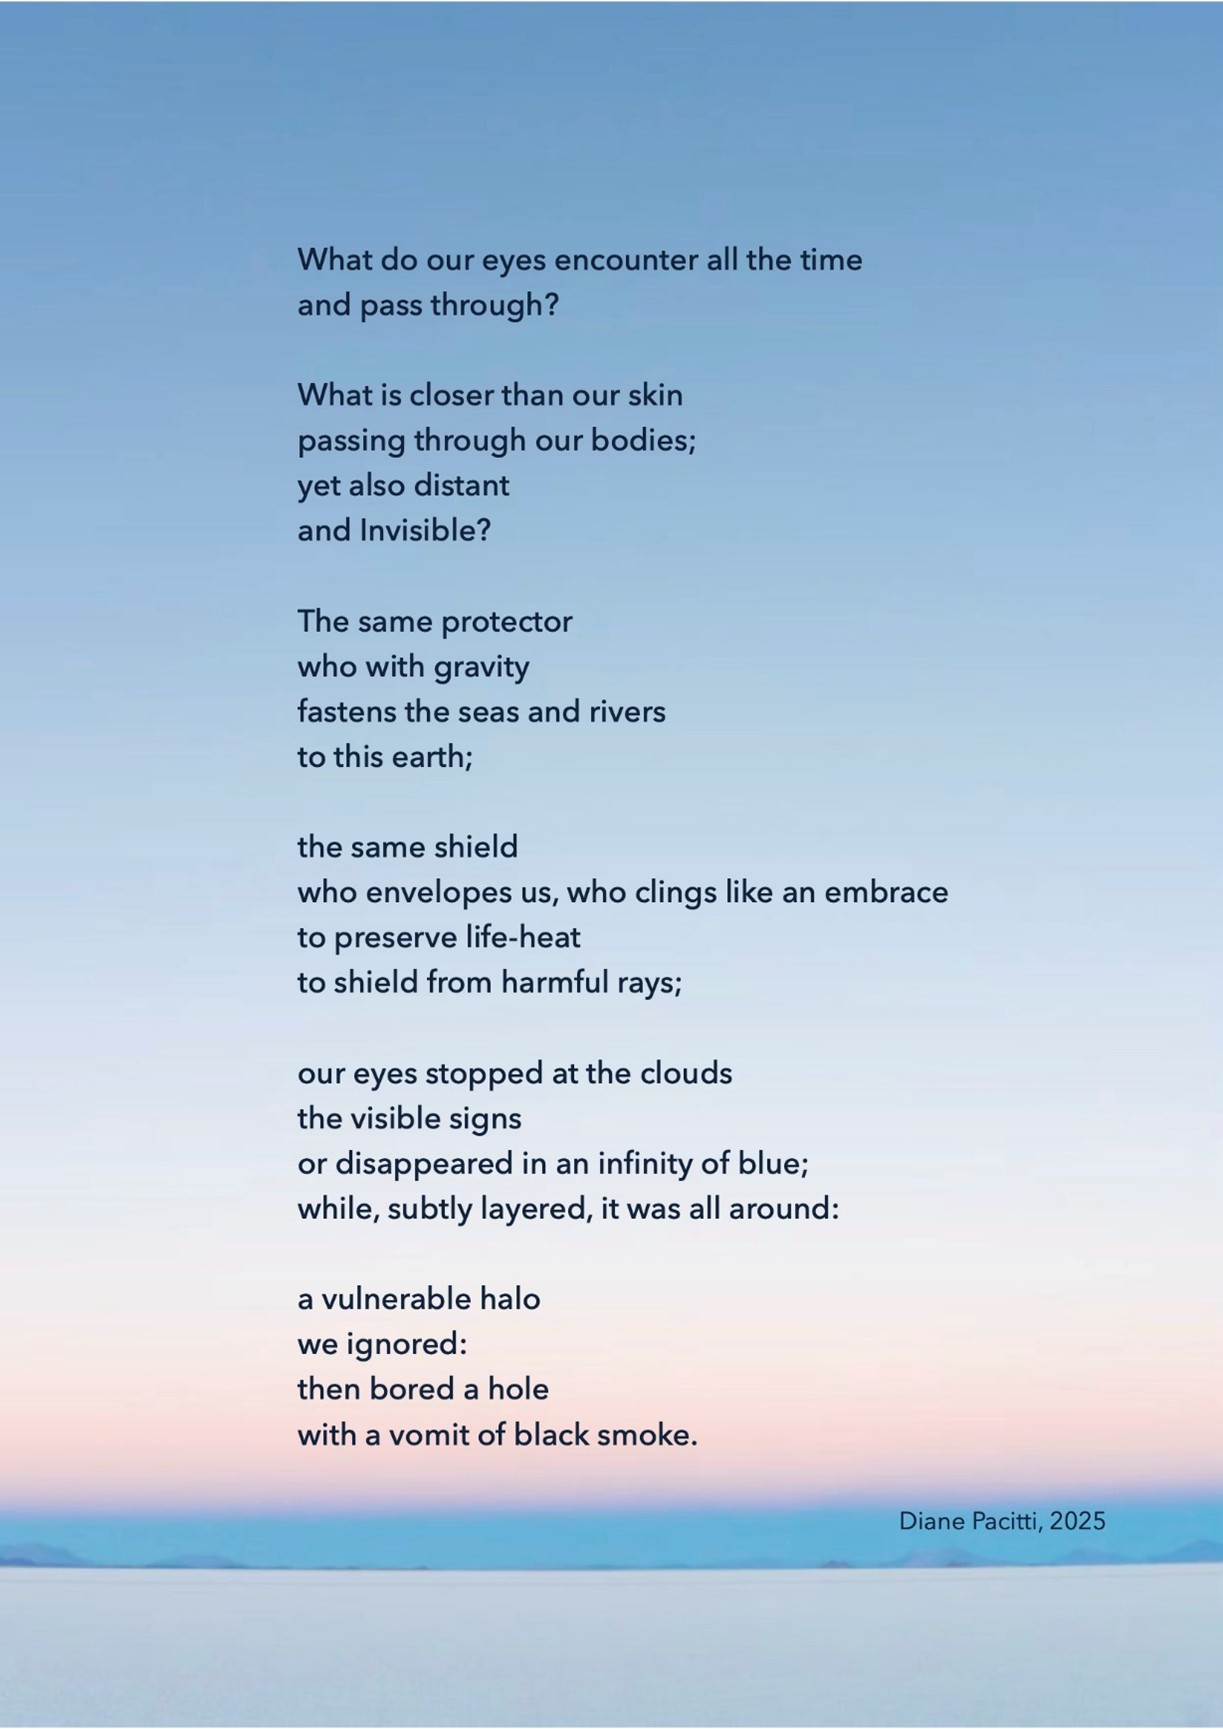 What do our eyes encounter all the time
and pass through?
What is closer than our skin
passing through our bodies;
yet also distant
and Invisible?
The same protector
who with gravity
fastens the seas and rivers
to this earth;
the same shield
who envelopes us, who clings like an embrace
to preserve life-heat
to shield from harmful rays;
our eyes stopped at the clouds
the visible signs
or disappeared in an infinity of blue;
while, subtly layered, it was all around:
a vulnerable halo
we ignored:
then bored a hole
with a vomit of black smoke.
Diane Pacitti, 2025